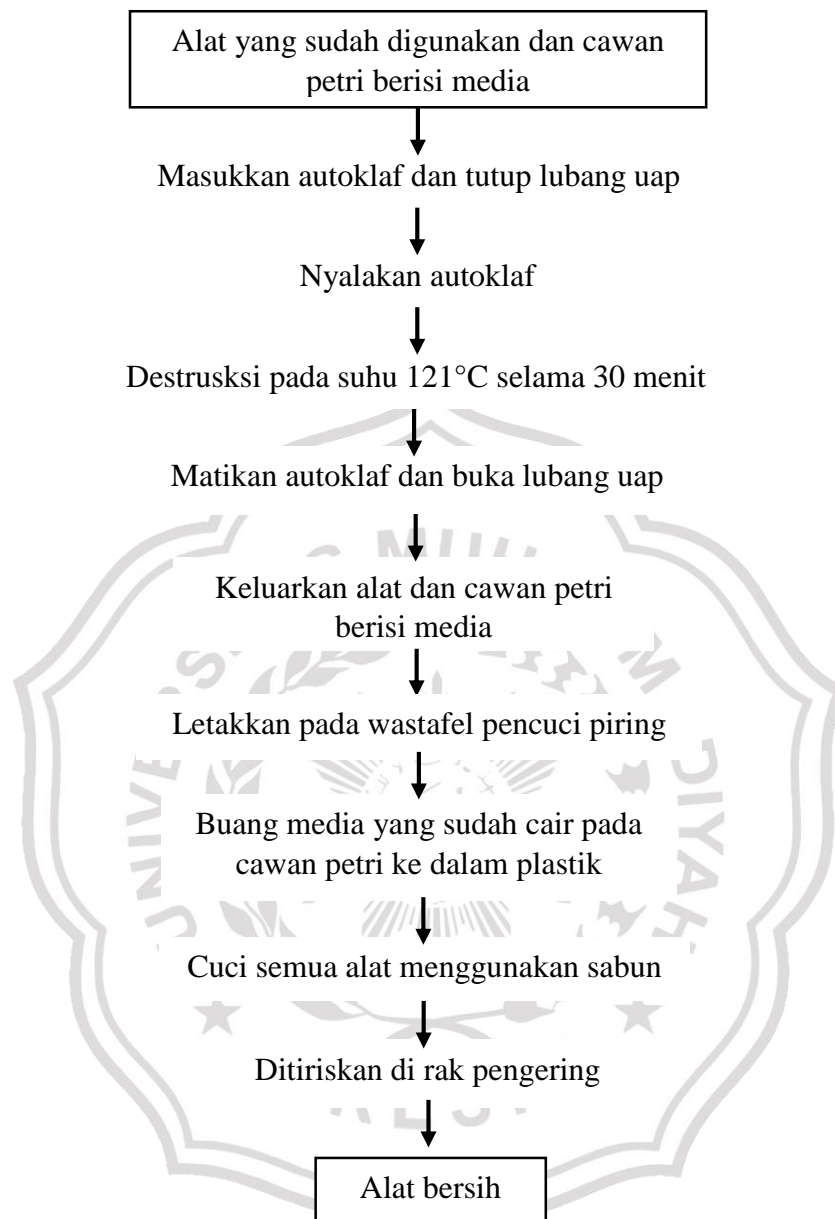 Alat yang sudah digunakan dan cawan
petri berisi media
Masukkan autoklaf dan tutup lubang uap
Nyalakan autoklaf
Destrusksi pada suhu 121°C selama 30 menit
Matikan autoklaf dan buka lubang uap
Keluarkan alat dan cawan petri
berisi media
Letakkan pada wastafel pencuci piring
Buang media yang sudah cair pada
cawan petri ke dalam plastik
Cuci semua alat menggunakan sabun
Ditiriskan di rak pengering
Alat bersih